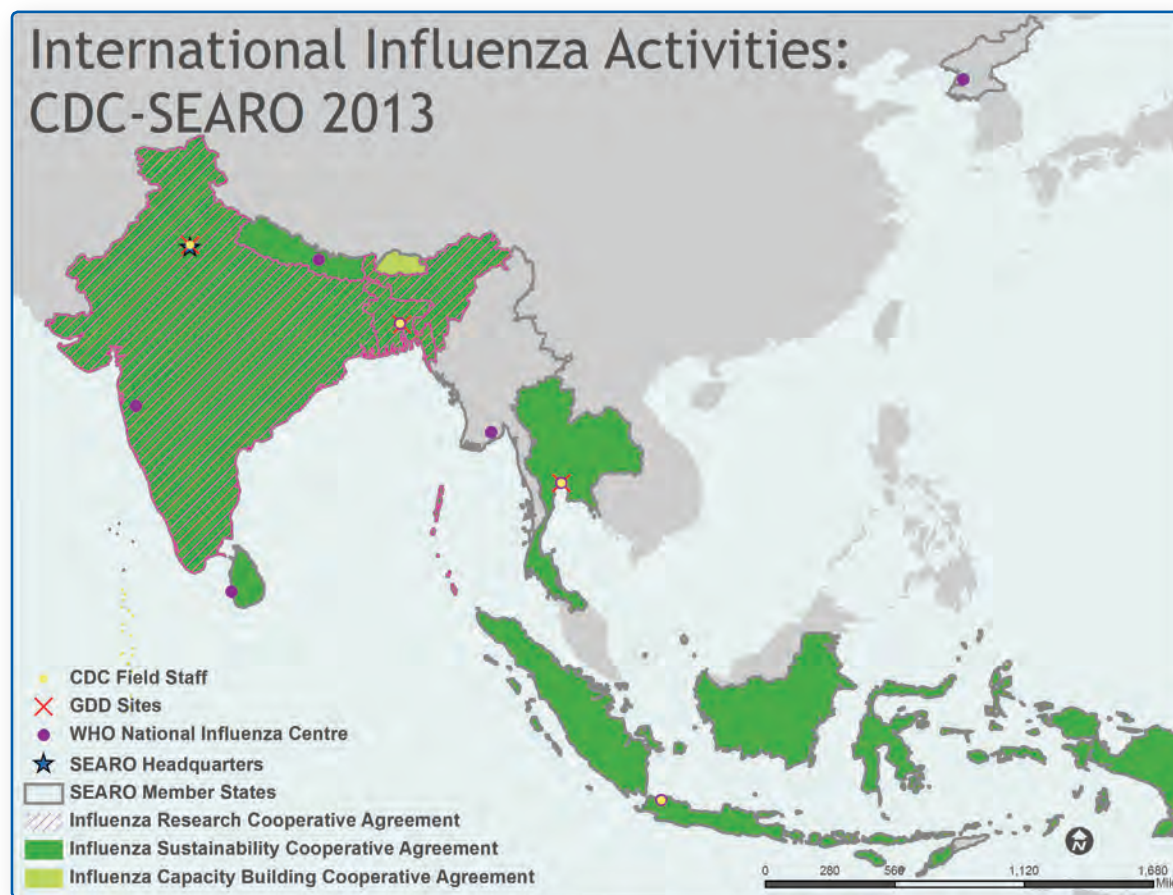 International Influenza Activities:
CDC-SEARO 2013
CDC Field Staff
GDD Sites
WHO National Influenza Centre
SEARO Headquarters
SEARO Member States
Influenza Research Cooperative Agreement
Influenza Sustainability Cooperative Agreement
Influenza Capacity Building Cooperative Agreement
N
0 280 560 1,120 1,680